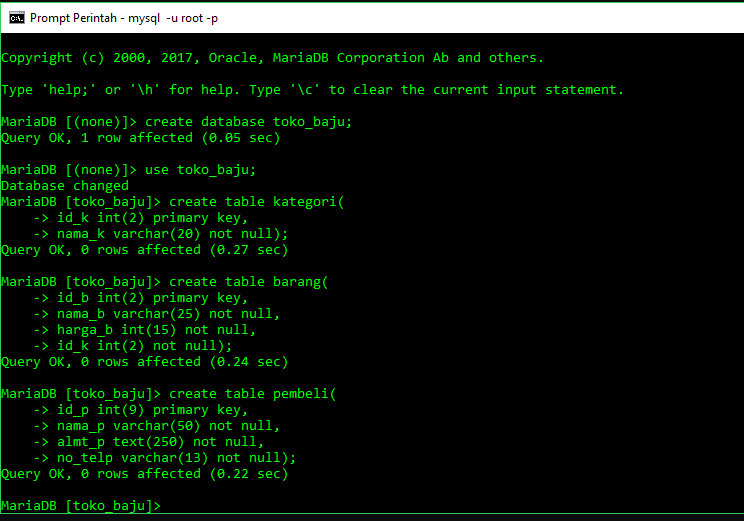 Prompt Perintah - mysql -u root -p
Copyright (c) 2000, 2017, Oracle, MariaDB Corporation Ab and others.
Type 'help;' or '\h' for help. Type '\c' to clear the current input statement.
MariaDB [(none)]> create database toko_baju;
Query OK, 1 row affected (0.05 sec)
MariaDB [(none)]> use toko_baju;
Database changed
MariaDB [toko_baju]> create table kategori(
    -> id_k int(2) primary key,
    -> nama_k varchar(20) not null);
Query OK, 0 rows affected (0.27 sec)
MariaDB [toko_baju]> create table barang(
    -> id_b int(2) primary key,
    -> nama_b varchar(25) not null,
    -> harga_b int(15) not null,
    -> id_k int(2) not null);
Query OK, 0 rows affected (0.24 sec)
MariaDB [toko_baju]> create table pembeli(
    -> id_p int(9) primary key,
    -> nama_p varchar(50) not null,
    -> almt_p text(250) not null,
    -> no_telp varchar(13) not null);
Query OK, 0 rows affected (0.22 sec)
MariaDB [toko_baju]>